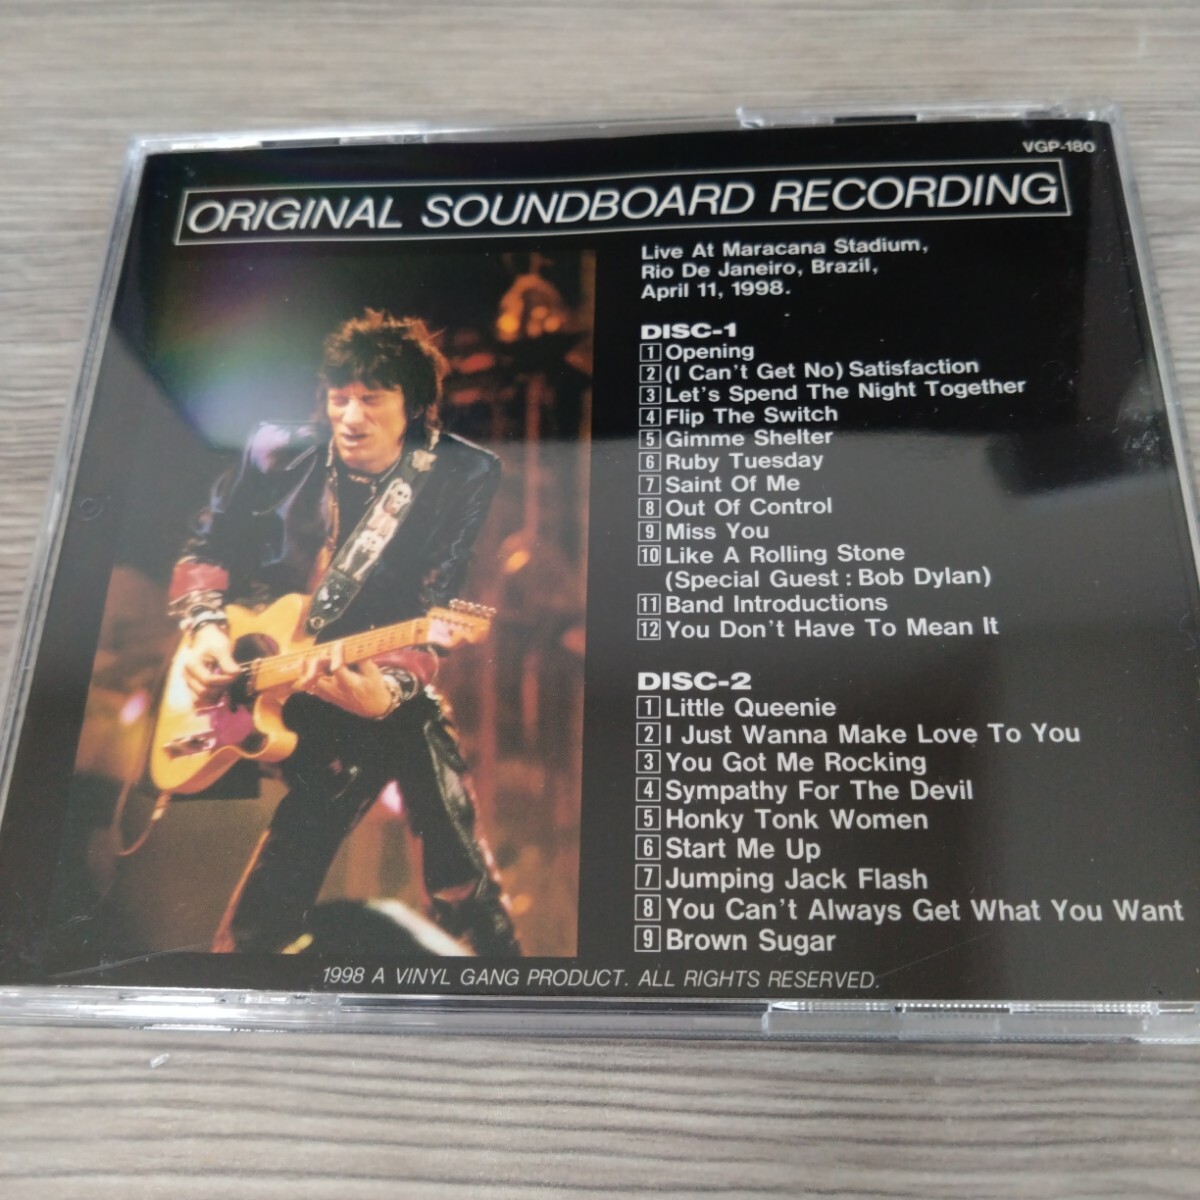 VGP-180
ORIGINAL SOUNDBOARD RECORDING
Live At Maracana Stadium,
Rio De Janeiro, Brazil,
April 11, 1998.
DISC-1
1 Opening
2 (I Can't Get No) Satisfaction
3 Let's Spend The Night Together
4 Flip The Switch
5 Gimme Shelter
6 Ruby Tuesday
7 Saint Of Me
8 Out Of Control
9 Miss You
10 Like A Rolling Stone
(Special Guest : Bob Dylan)
11 Band Introductions
12 You Don't Have To Mean It
DISC-2
1 Little Queenie
2 I Just Wanna Make Love To You
3 You Got Me Rocking
4 Sympathy For The Devil
5 Honky Tonk Women
6 Start Me Up
7 Jumping Jack Flash
8 You Can't Always Get What You Want
9 Brown Sugar
1998 A VINYL GANG PRODUCT. ALL RIGHTS RESERVED.